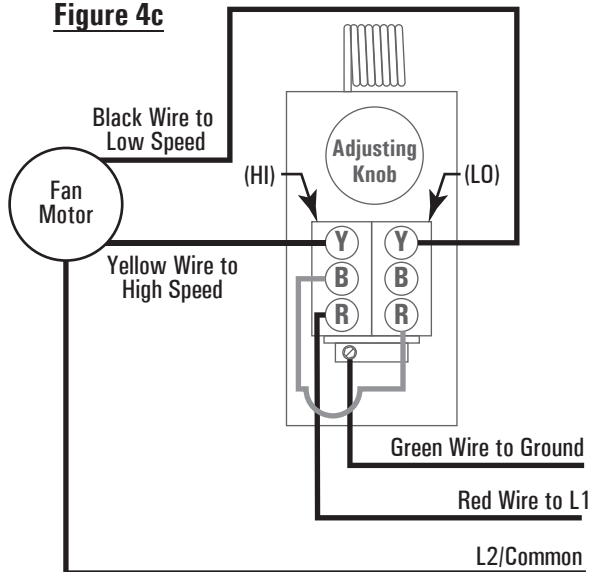 Figure 4c
Black Wire to
Low Speed
Adjusting
Knob
(HI)
(LO)
Fan
Motor
Y
Y
Yellow Wire to
High Speed
B
B
R
R
Green Wire to Ground
Red Wire to L1
L2/Common